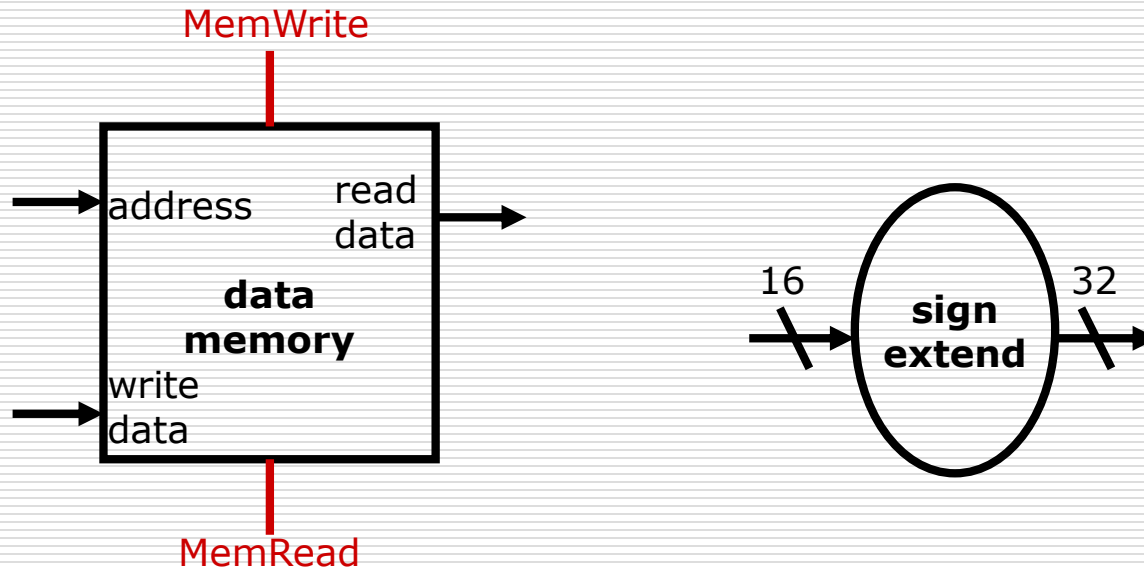 MemWrite
address
read
data
data
memory
write
data
MemRead
16
sign
extend
32